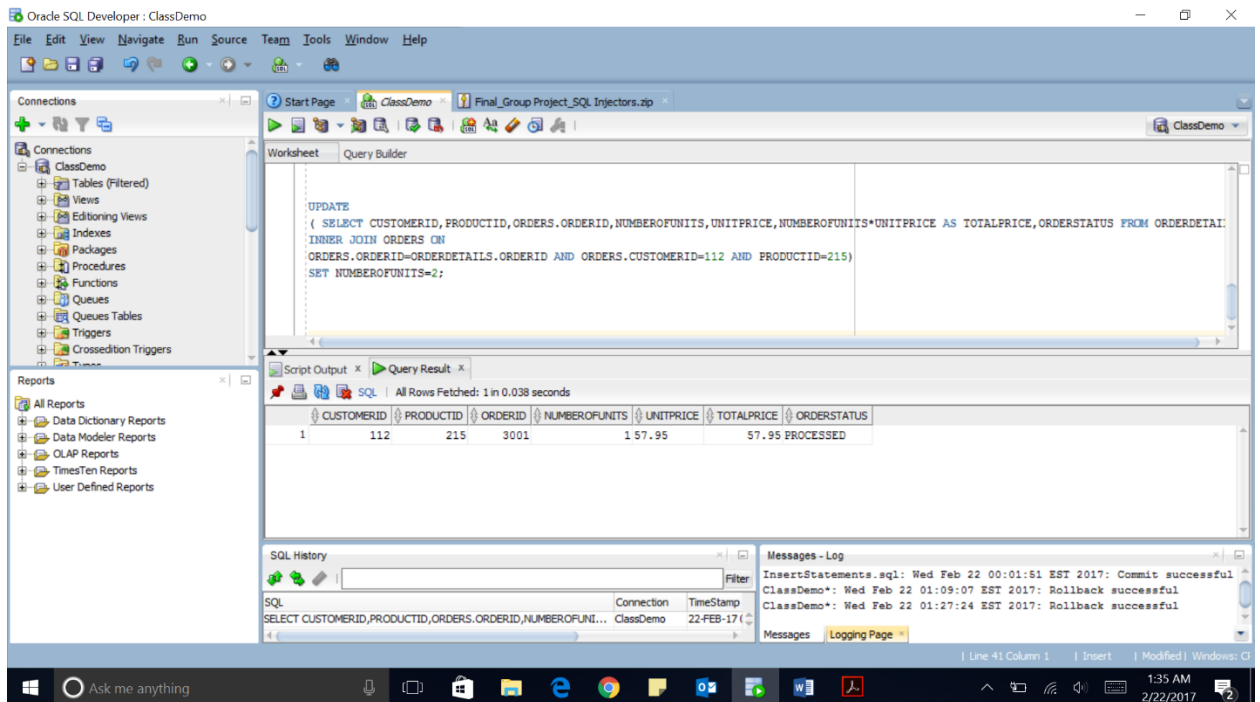 Oracle SQL Developer : ClassDemo
File Edit View Navigate Run Source Team Tools Window Help
Connections
Connections
ClassDemo
Tables (Filtered)
Views
Editioning Views
Indexes
Packages
Procedures
Functions
Queues
Queues Tables
Triggers
Crossedition Triggers
Types
Reports
All Reports
Data Dictionary Reports
Data Modeler Reports
OLAP Reports
TimesTen Reports
User Defined Reports
Start Page ClassDemo Final_Group Project_SQL Injectors.zip
ClassDemo
Worksheet Query Builder
UPDATE
( SELECT CUSTOMERID,PRODUCTID,ORDERS.ORDERID,NUMBEROFUNITS,UNITPRICE,NUMBEROFUNITS*UNITPRICE AS TOTALPRICE,ORDERSTATUS FROM ORDERDETAI
INNER JOIN ORDERS ON
ORDERS.ORDERID=ORDERDETAILS.ORDERID AND ORDERS.CUSTOMERID=112 AND PRODUCTID=215)
SET NUMBEROFUNITS=2;
Script Output x Query Result x
SQL | All Rows Fetched: 1 in 0.038 seconds
CUSTOMERID PRODUCTID ORDERID NUMBEROFUNITS UNITPRICE TOTALPRICE ORDERSTATUS
1 112 215 3001 1 57.95 57.95 PROCESSED
SQL History
Filter
SQL Connection TimeStamp
SELECT CUSTOMERID,PRODUCTID,ORDERS.ORDERID,NUMBEROFUNI... ClassDemo 22-FEB-17 (
Messages - Log
InsertStatements.sql: Wed Feb 22 00:01:51 EST 2017: Commit successful
ClassDemo*: Wed Feb 22 01:09:07 EST 2017: Rollback successful
ClassDemo*: Wed Feb 22 01:27:24 EST 2017: Rollback successful
Messages Logging Page
| Line 41 Column 1 | Insert | Modified | Windows: CF
Ask me anything
1:35 AM
2/22/2017
2